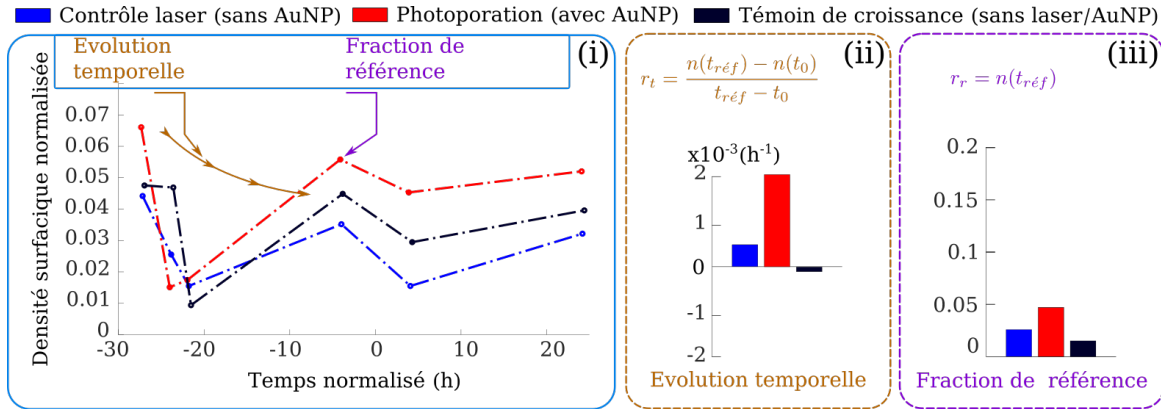 Contrôle laser (sans AuNP) Photoporation (avec AuNP) Témoin de croissance (sans laser/AuNP)
(i)
Evolution temporelle
Fraction de référence
Densité surfacique normalisée
0.07
0.06
0.05
0.04
0.03
0.02
0.01
0
-30 -20 -10 0 10 20
Temps normalisé (h)
(ii)
r_t = (n(t_réf) − n(t_0)) / (t_réf − t_0)
x10⁻³(h⁻¹)
2
1
0
-1
-2
Evolution temporelle
(iii)
r_r = n(t_réf)
0.2
0.15
0.1
0.05
0
Fraction de référence